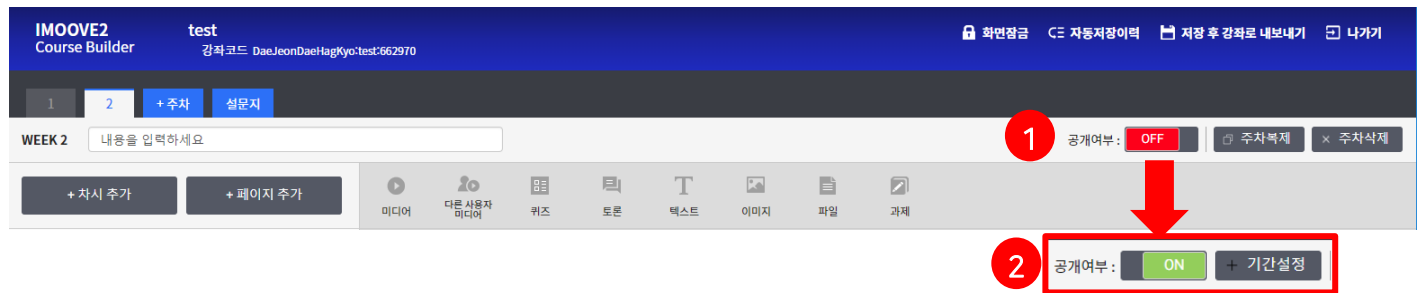 IMOOVE2 test
Course Builder 강좌코드 DaeJeonDaeHagKyo:test:662970
화면잠금 자동저장이력 저장 후 강좌로 내보내기 나가기
1 2 + 주차 설문지
WEEK 2 내용을 입력하세요 1 공개여부 : OFF 주차복제 × 주차삭제
+ 차시 추가 + 페이지 추가 미디어 다른 사용자 미디어 퀴즈 토론 텍스트 이미지 파일 과제
2 공개여부 : ON + 기간설정